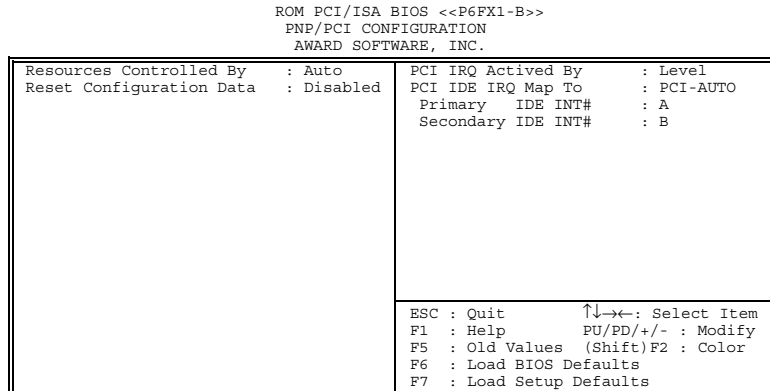 ROM PCI/ISA BIOS <<P6FX1-B>>
PNP/PCI CONFIGURATION
AWARD SOFTWARE, INC.
Resources Controlled By : Auto
Reset Configuration Data : Disabled
PCI IRQ Actived By : Level
PCI IDE IRQ Map To : PCI-AUTO
Primary IDE INT# : A
Secondary IDE INT# : B
ESC : Quit ↑↓→←: Select Item
F1 : Help PU/PD/+/- : Modify
F5 : Old Values (Shift)F2 : Color
F6 : Load BIOS Defaults
F7 : Load Setup Defaults